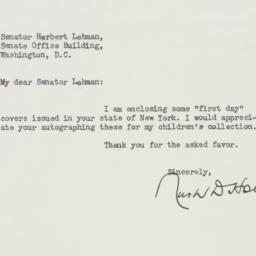 Senator Herbert Lehman,
Senate Office Building,
Washington, D.C.
My dear Senator Lehman:
I am enclosing some "first day"
covers issued in your state of New York. I would appreci-
ate your autographing these for my children's collection.
Thank you for the asked favor.
Sincerely,